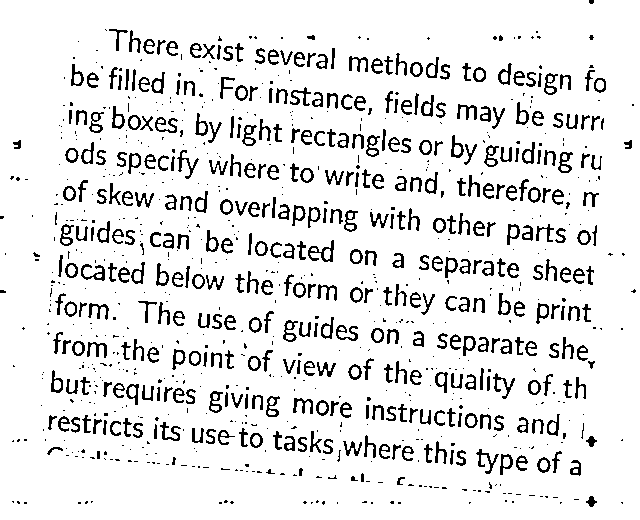 There exist several methods to design fo
be filled in. For instance, fields may be surr
ing boxes, by light rectangles or by guiding ru
ods specify where to write and, therefore, m
of skew and overlapping with other parts of
guides can be located on a separate sheet
located below the form or they can be print
form. The use of guides on a separate she
from the point of view of the quality of th
but requires giving more instructions and,
restricts its use to tasks where this type of a